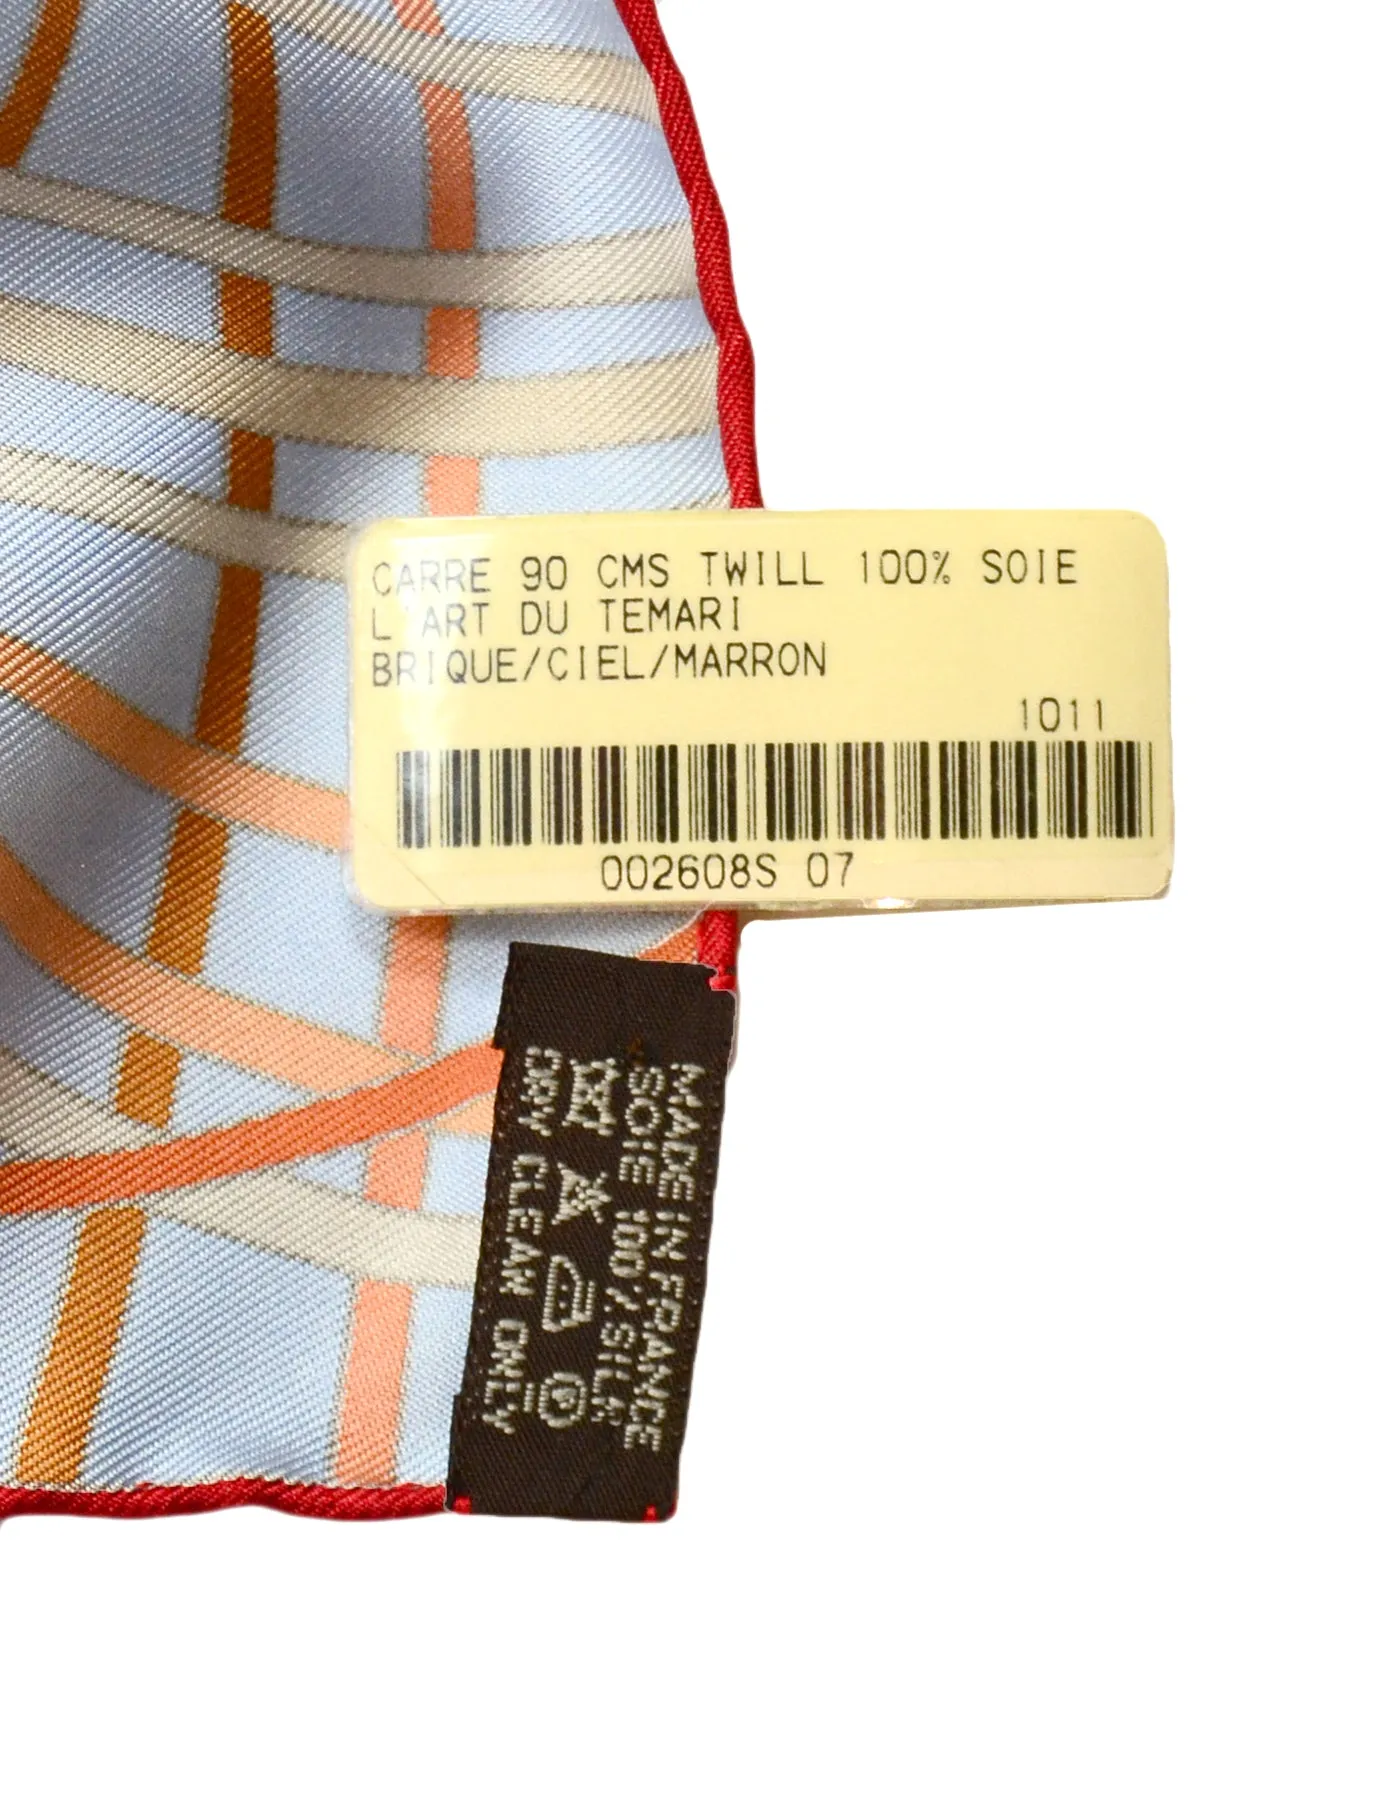 CARRE 90 CMS TWILL 100% SOIE
L'ART DU TEMARI
BRIQUE/CIEL/MARRON
1011
002608S 07
MADE IN FRANCE
SOIE 100% SILK
DRY CLEAN ONLY